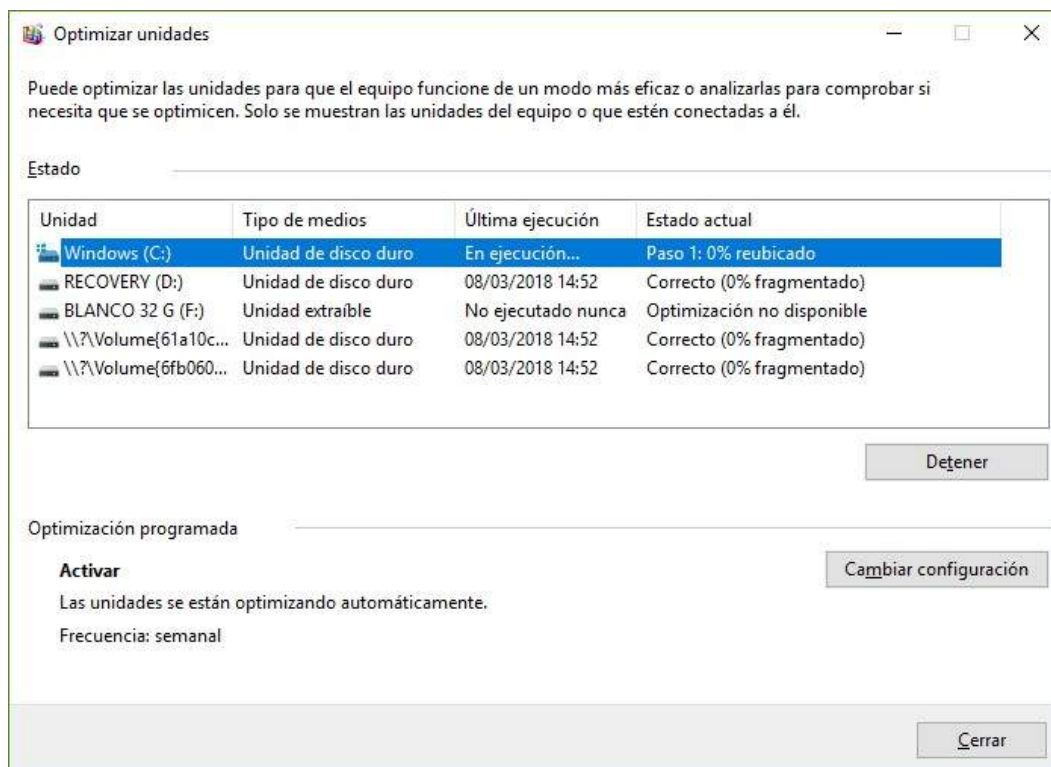 Optimizar unidades
Puede optimizar las unidades para que el equipo funcione de un modo más eficaz o analizarlas para comprobar si
necesita que se optimicen. Solo se muestran las unidades del equipo o que estén conectadas a él.
Estado
Unidad Tipo de medios Última ejecución Estado actual
Windows (C:) Unidad de disco duro En ejecución... Paso 1: 0% reubicado
RECOVERY (D:) Unidad de disco duro 08/03/2018 14:52 Correcto (0% fragmentado)
BLANCO 32 G (F:) Unidad extraíble No ejecutado nunca Optimización no disponible
\\?\Volume{61a10c... Unidad de disco duro 08/03/2018 14:52 Correcto (0% fragmentado)
\\?\Volume{6fb060... Unidad de disco duro 08/03/2018 14:52 Correcto (0% fragmentado)
Detener
Optimización programada
Activar
Cambiar configuración
Las unidades se están optimizando automáticamente.
Frecuencia: semanal
Cerrar